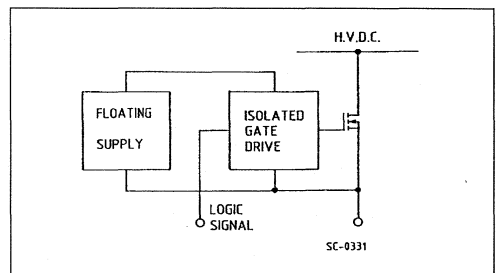 H.V.D.C.
FLOATING
SUPPLY
ISOLATED
GATE
DRIVE
LOGIC
SIGNAL
SC-0331